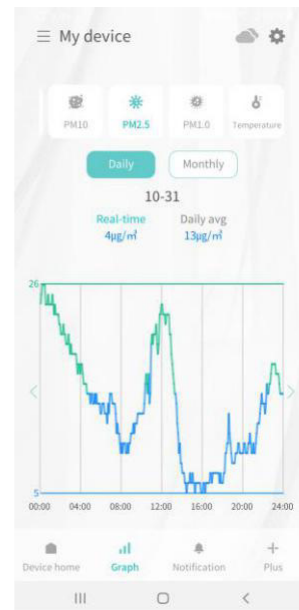 My device
PM10 PM2.5 PM1.0 Temperature
Daily Monthly
10-31
Real-time Daily avg
4μg/㎥ 13μg/㎥
26
5
00:00 04:00 08:00 12:00 16:00 20:00 24:00
Device home Graph Notification Plus